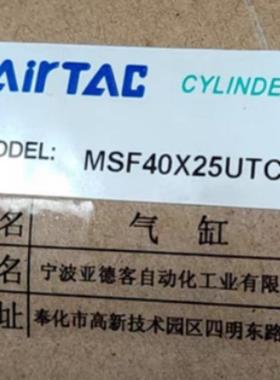 AirTAC CYLINDE
ODEL: MSF40X25UTC
名 气 缸
名 宁波亚德客自动化工业有限
址 奉化市高新技术园区四明东路